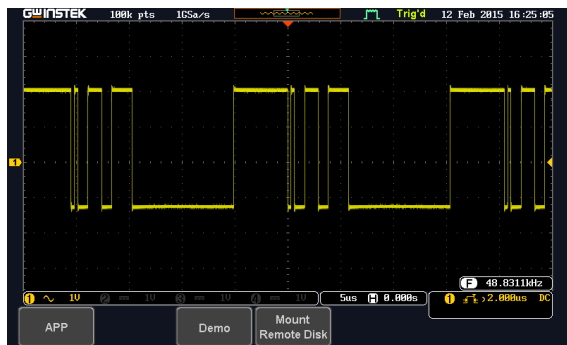 GWINSTEK 100k pts 1GSa/s Trig'd 12 Feb 2015 16:25:05
1
F 48.8311kHz
1 1V 2 1V 3 1V 4 1V 5us H 0.000s 1 >2.000us DC
APP Demo Mount Remote Disk